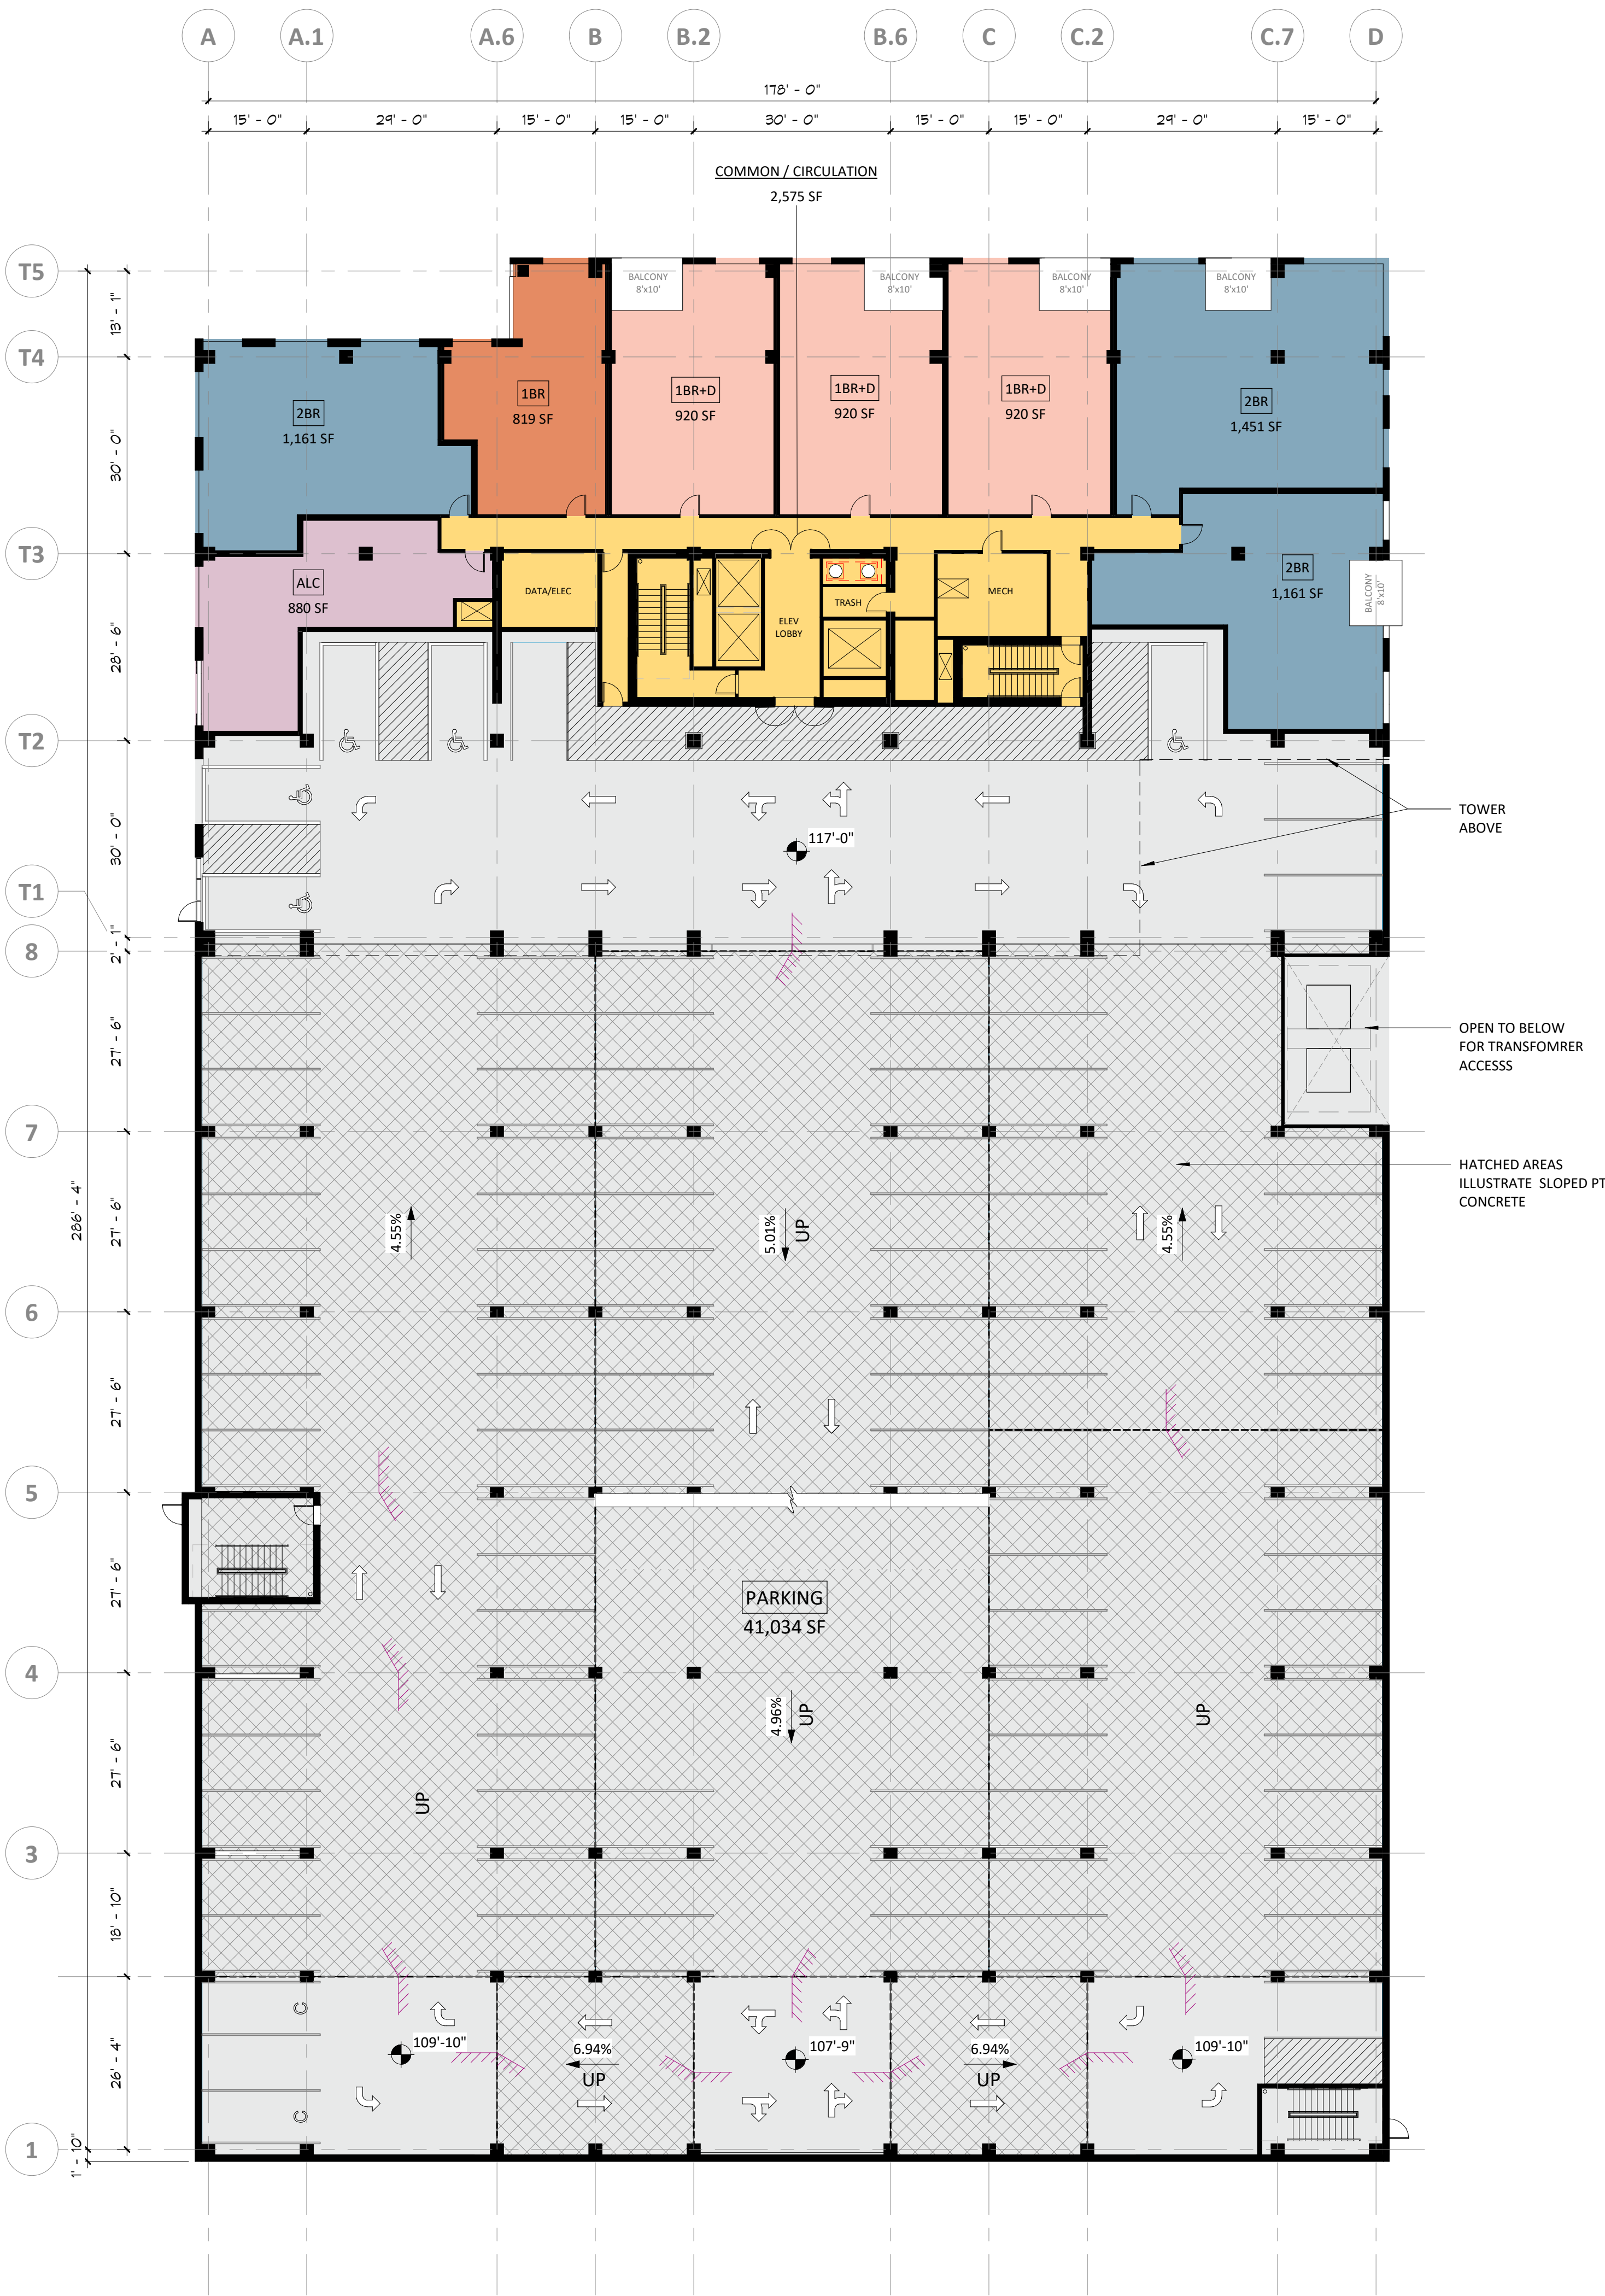 A A.1 A.6 B B.2 B.6 C C.2 C.7 D
178' - 0"
15' - 0" 29' - 0" 15' - 0" 15' - 0" 30' - 0" 15' - 0" 15' - 0" 29' - 0" 15' - 0"
COMMON / CIRCULATION
2,575 SF
T5
BALCONY
8'x10'
BALCONY
8'x10'
BALCONY
8'x10'
BALCONY
8'x10'
13' - 1"
T4
2BR
1,161 SF
1BR
819 SF
1BR+D
920 SF
1BR+D
920 SF
1BR+D
920 SF
2BR
1,451 SF
30' - 0"
T3
ALC
880 SF
DATA/ELEC
TRASH
ELEV
LOBBY
MECH
2BR
1,161 SF
BALCONY
8'x10'
28' - 6"
T2
TOWER
ABOVE
117'-0"
30' - 0"
T1
2' - 1"
8
27' - 6"
OPEN TO BELOW
FOR TRANSFOMRER
ACCESSS
7
HATCHED AREAS
ILLUSTRATE SLOPED PT
CONCRETE
286' - 4"
27' - 6"
4.55%
5.01%
UP
4.55%
6
27' - 6"
5
27' - 6"
PARKING
41,034 SF
4
4.96%
UP
UP
27' - 6"
UP
3
18' - 10"
C
109'-10"
6.94%
UP
107'-9"
6.94%
UP
109'-10"
26' - 4"
C
1
1' - 10"